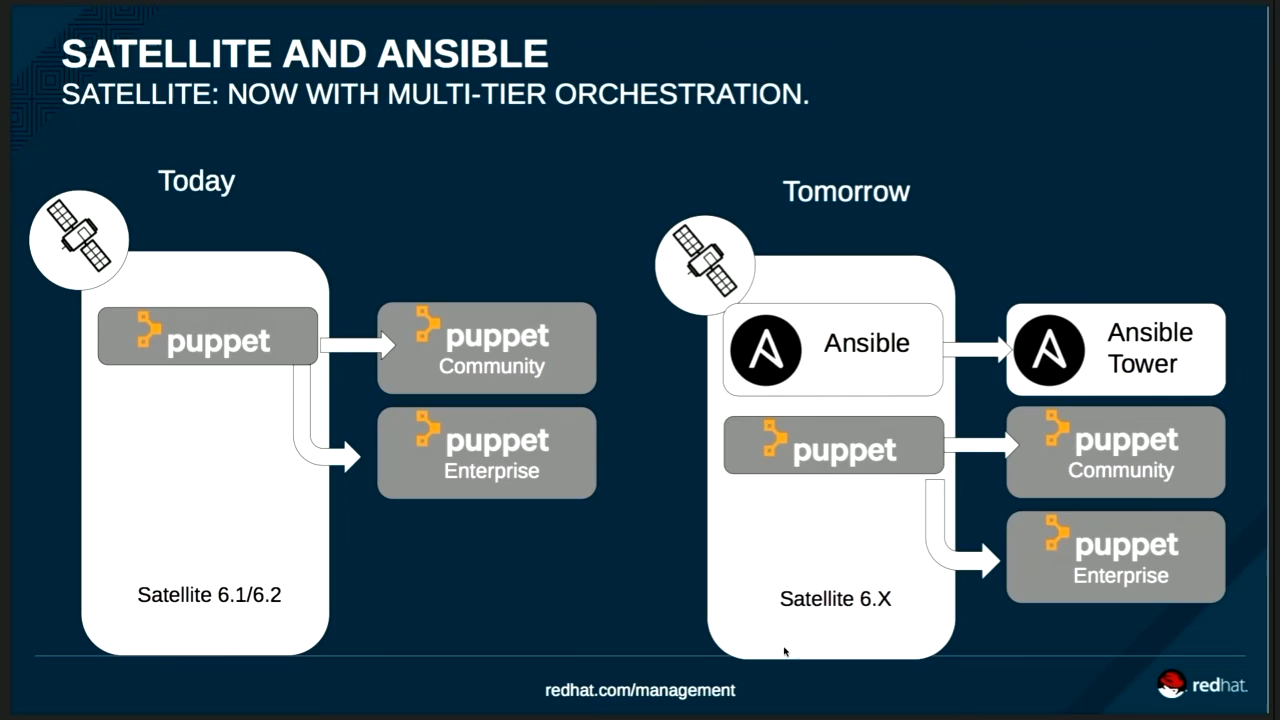 SATELLITE AND ANSIBLE
SATELLITE: NOW WITH MULTI-TIER ORCHESTRATION.
Today
puppet
puppet
Community
puppet
Enterprise
Satellite 6.1/6.2
Tomorrow
Ansible
Ansible
Tower
puppet
puppet
Community
puppet
Enterprise
Satellite 6.X
redhat.com/management
redhat.